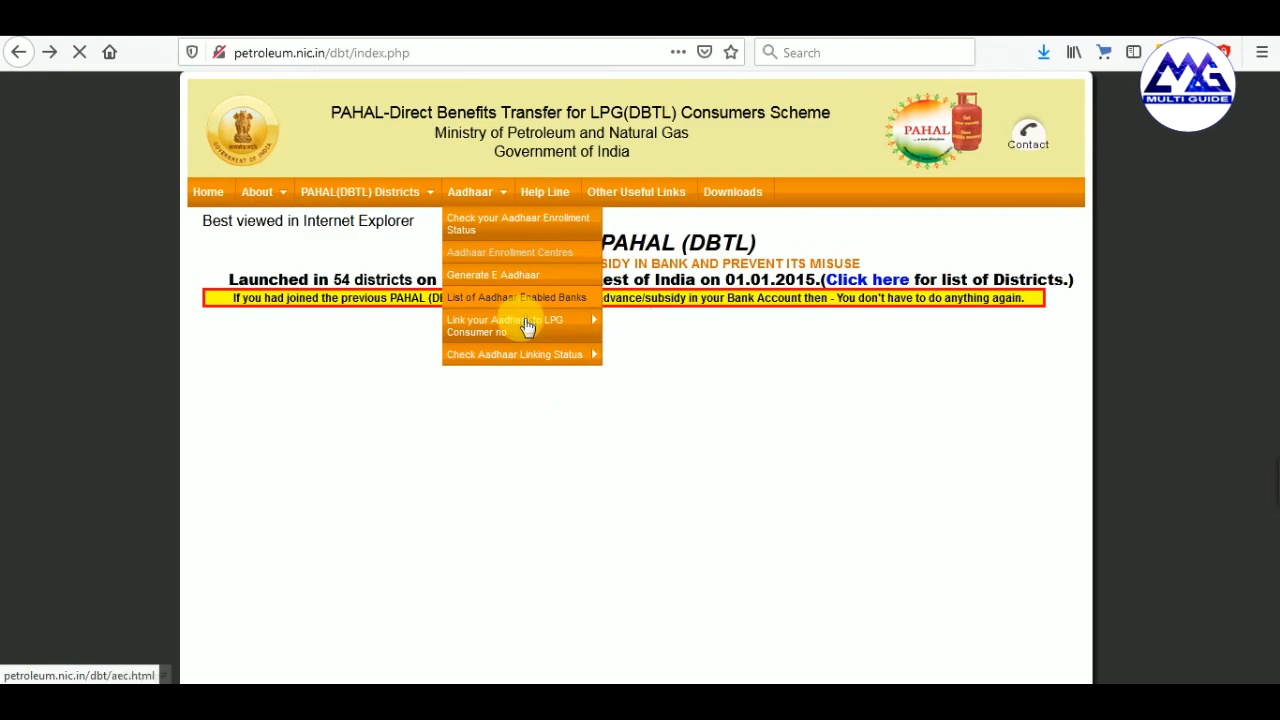 petroleum.nic.in/dbt/index.php
Search
MG
MULTI GUIDE
PAHAL-Direct Benefits Transfer for LPG(DBTL) Consumers Scheme
Ministry of Petroleum and Natural Gas
Government of India
PAHAL
Contact
Home About PAHAL(DBTL) Districts Aadhaar Help Line Other Useful Links Downloads
Best viewed in Internet Explorer
Check your Aadhaar Enrollment
Status
Aadhaar Enrollment Centres
Generate E Aadhaar
List of Aadhaar Enabled Banks
Link your Aadhaar to LPG
Consumer no
Check Aadhaar Linking Status
PAHAL (DBTL)
SIDY IN BANK AND PREVENT ITS MISUSE
Launched in 54 districts on est of India on 01.01.2015.(Click here for list of Districts.)
If you had joined the previous PAHAL (DB dvance/subsidy in your Bank Account then - You don't have to do anything again.
petroleum.nic.in/dbt/aec.html